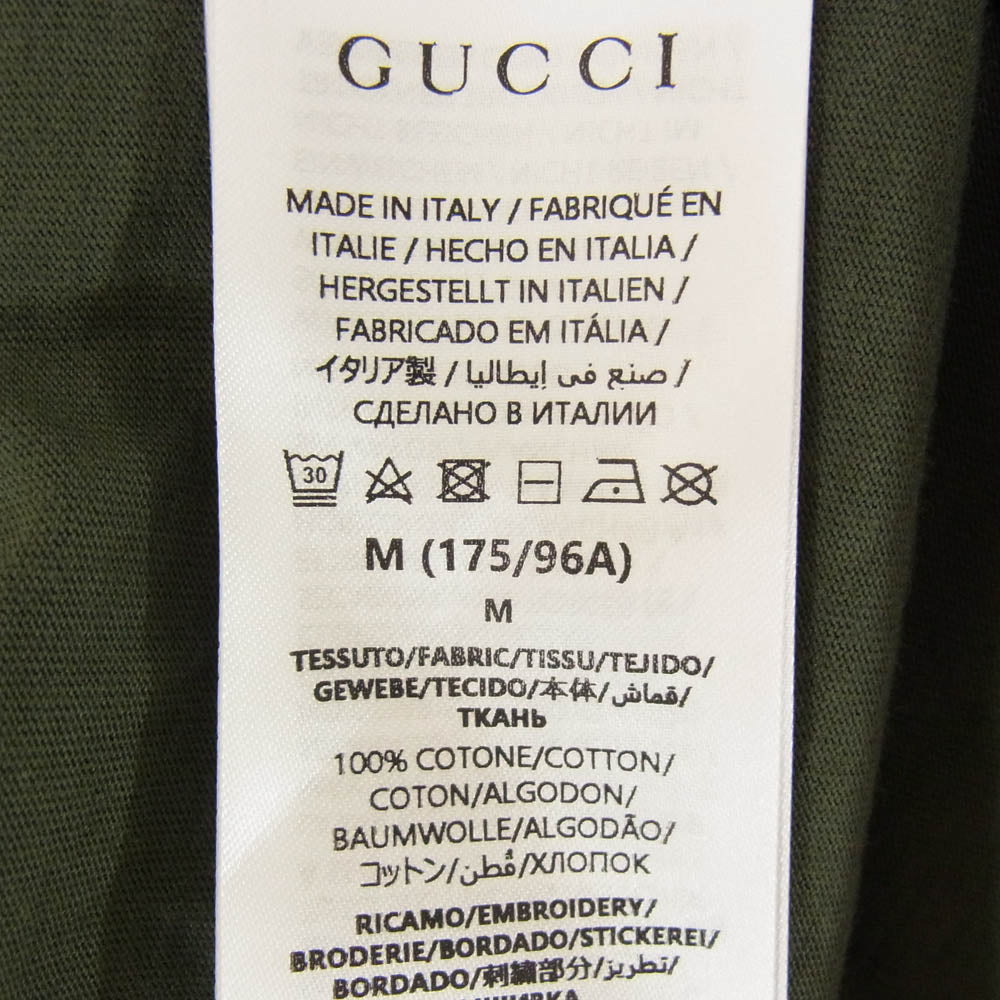 GUCCI
MADE IN ITALY / FABRIQUÉ EN
ITALIE / HECHO EN ITALIA /
HERGESTELLT IN ITALIEN /
FABRICADO EM ITÁLIA /
イタリア製 / صنع في إيطاليا /
СДЕЛАНО В ИТАЛИИ
30
M (175/96A)
M
TESSUTO/FABRIC/TISSU/TEJIDO/
GEWEBE/TECIDO/本体/قماش/
ТКАНЬ
100% COTONE/COTTON/
COTON/ALGODON/
BAUMWOLLE/ALGODÃO/
コットン/قُطن/ХЛОПОК
RICAMO/EMBROIDERY/
BRODERIE/BORDADO/STICKEREI/
BORDADO/刺繍部分/تطريز/